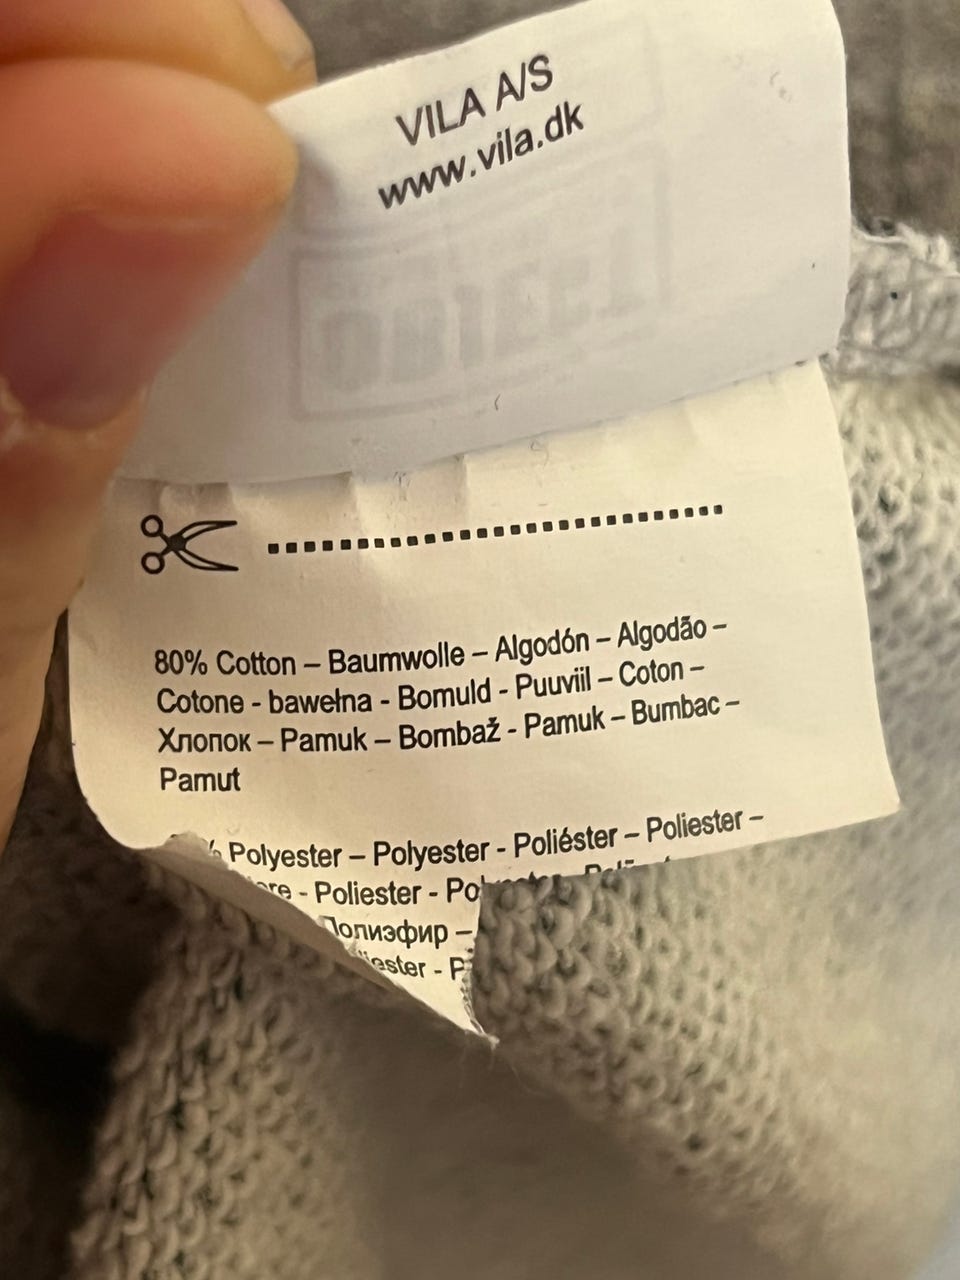 VILA A/S
www.vila.dk
80% Cotton – Baumwolle – Algodón – Algodão –
Cotone - bawełna - Bomuld - Puuviil – Coton –
Хлопок – Pamuk – Bombaž - Pamuk – Bumbac –
Pamut
% Polyester – Polyester - Poliéster – Poliester –
- Poliester -
Полиэфир –